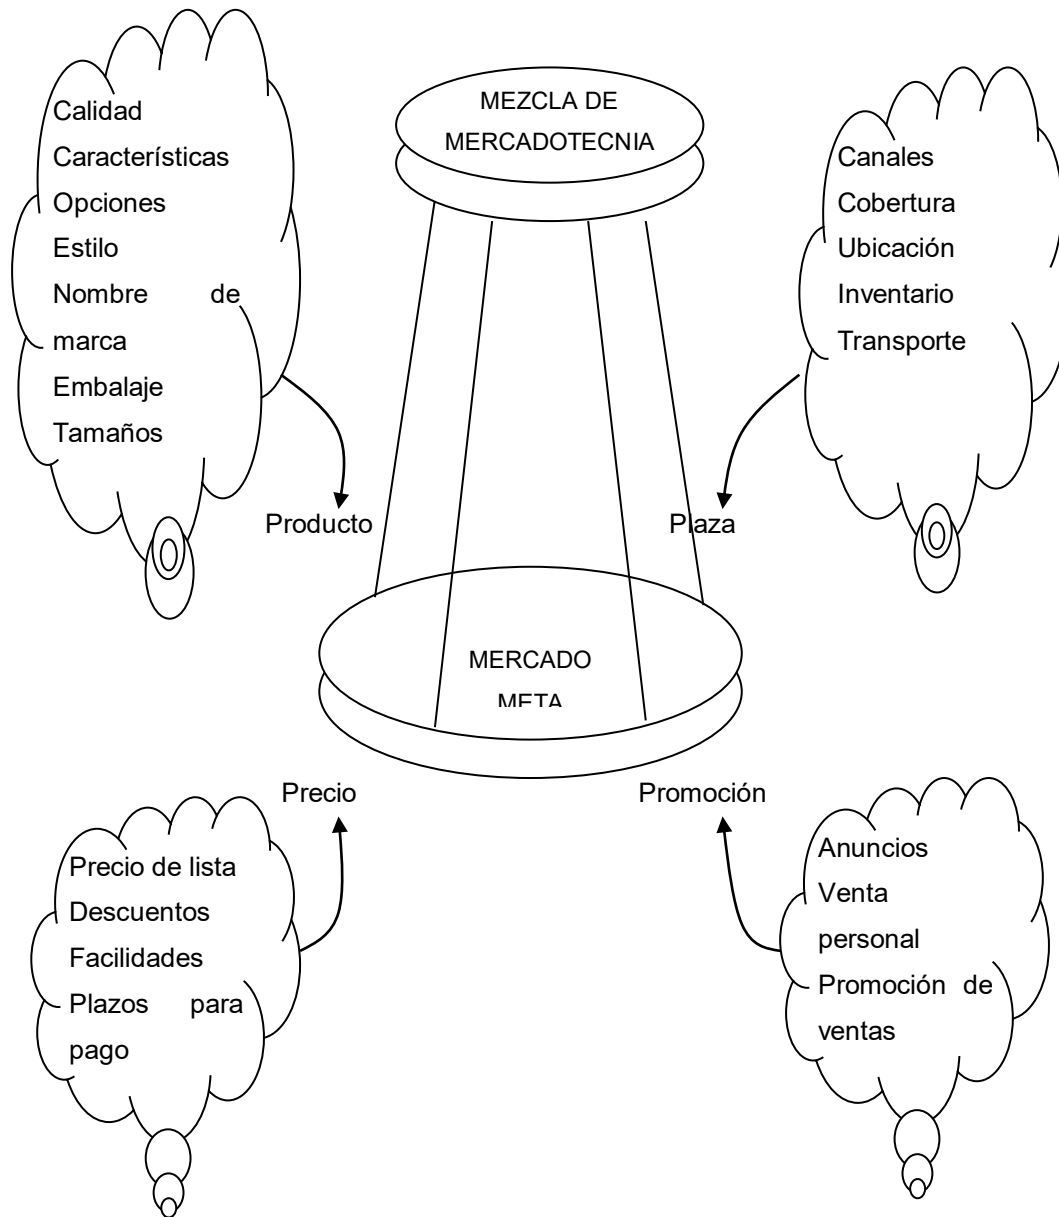 MEZCLA DE
MERCADOTECNIA
Calidad
Características
Opciones
Estilo
Nombre de
marca
Embalaje
Tamaños
Canales
Cobertura
Ubicación
Inventario
Transporte
Producto
Plaza
MERCADO
META
Precio
Promoción
Precio de lista
Descuentos
Facilidades
Plazos para
pago
Anuncios
Venta
personal
Promoción de
ventas